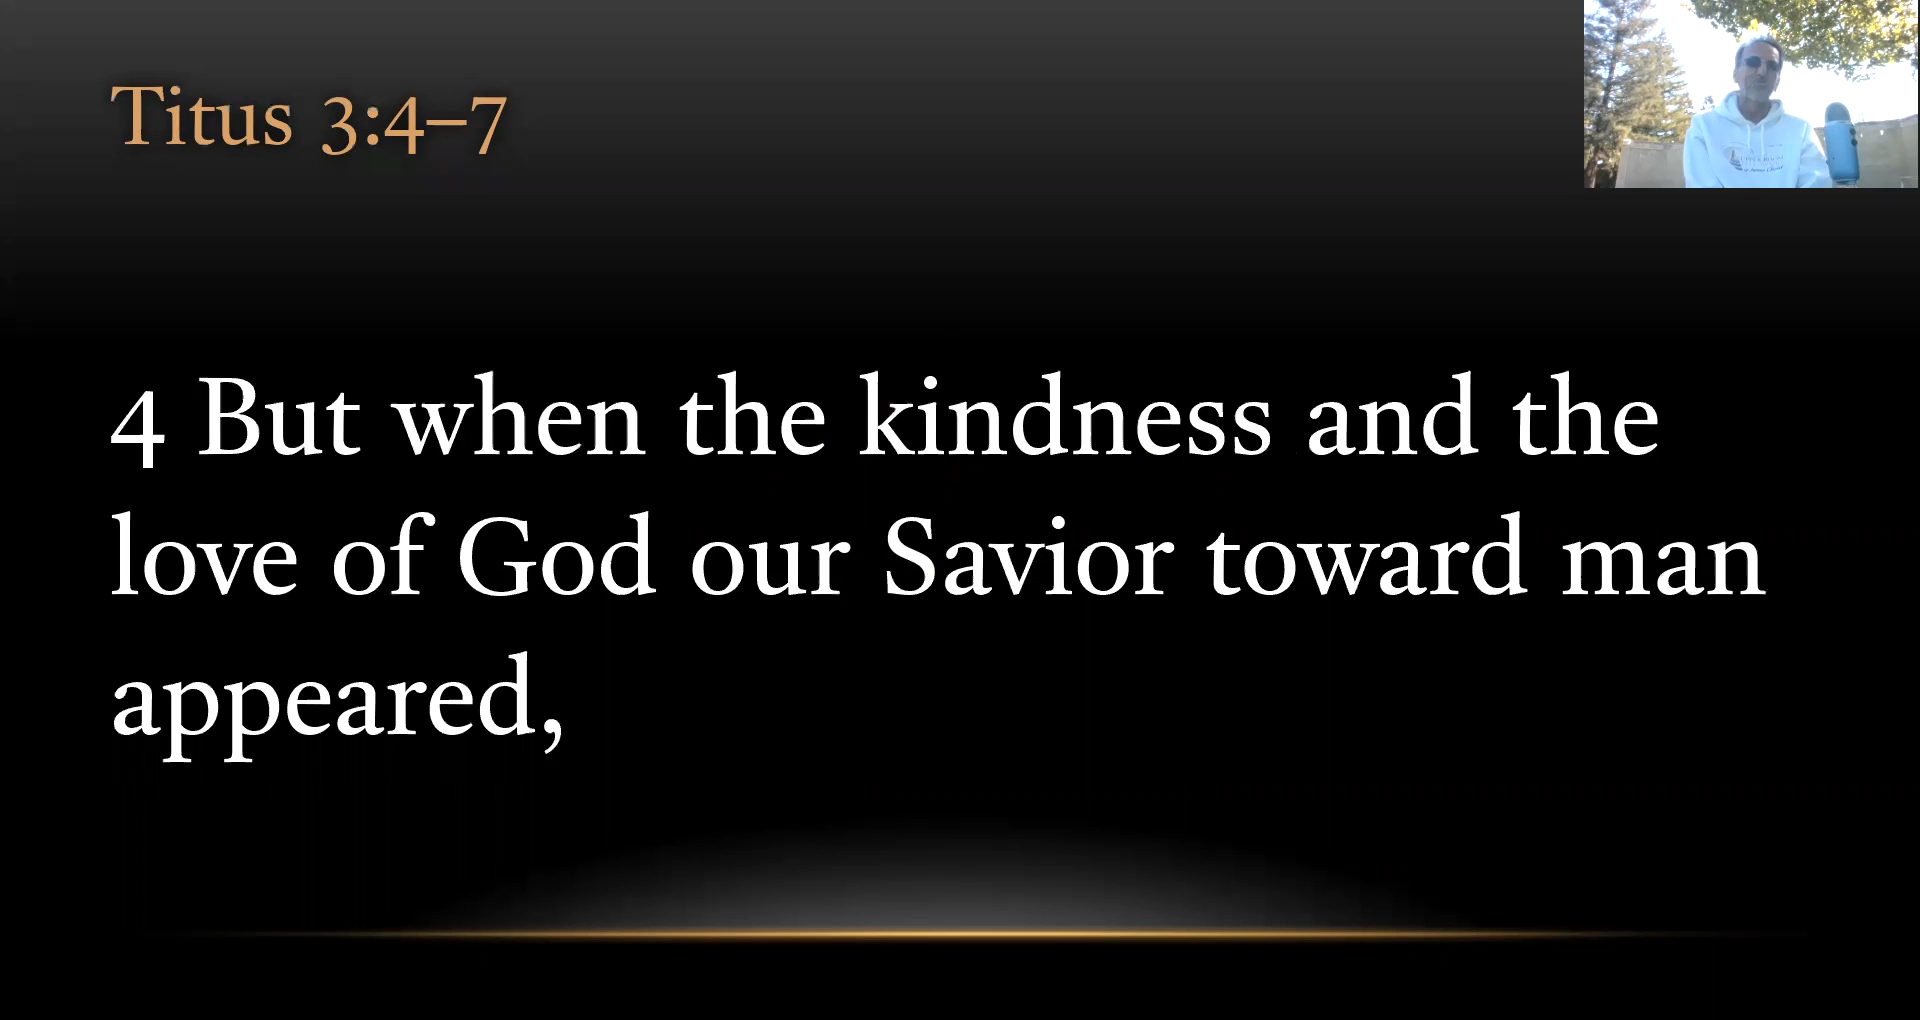 Titus 3:4–7
4 But when the kindness and the
love of God our Savior toward man
appeared,